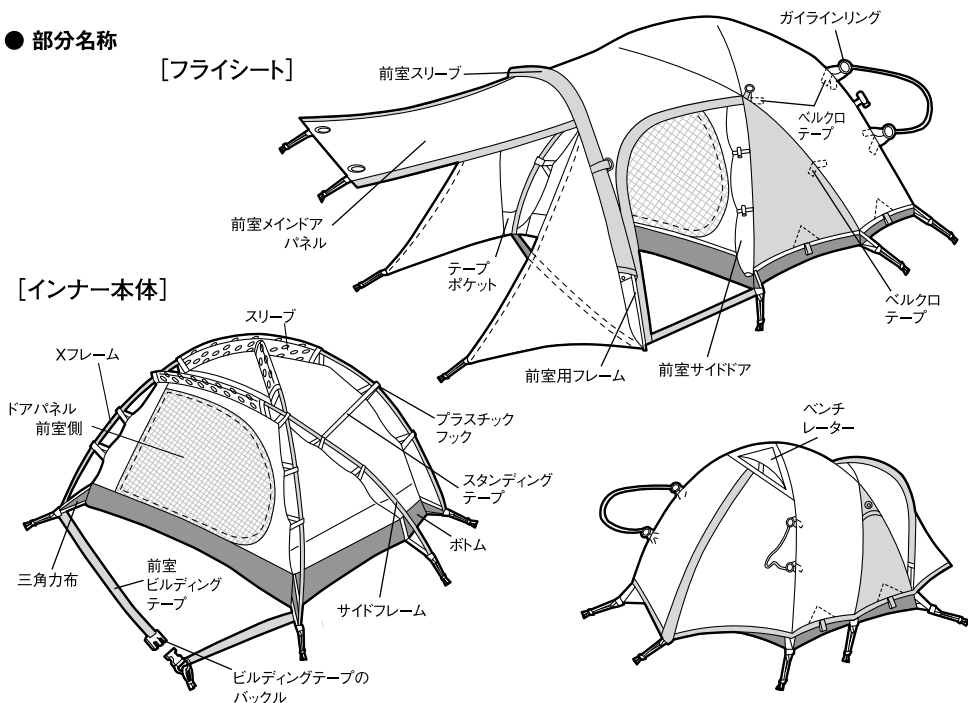 ● 部分名称
[フライシート]
ガイラインリング
前室スリーブ
ベルクロ
テープ
前室メインドア
パネル
テープ
ポケット
ベルクロ
テープ
前室用フレーム
前室サイドドア
[インナー本体]
スリーブ
Xフレーム
ドアパネル
前室側
プラスチック
フック
スタンディング
テープ
ボトム
三角力布
前室
ビルディング
テープ
サイドフレーム
ビルディングテープの
バックル
ベンチ
レーター